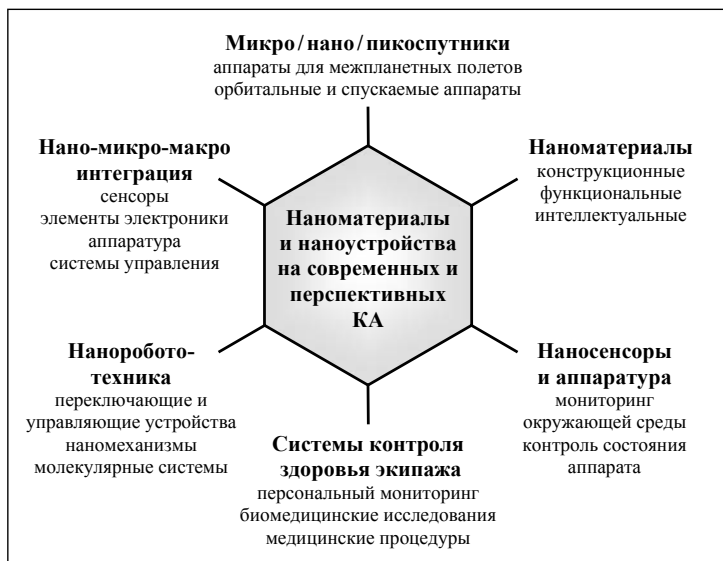 Микро/нано/пикоспутники
аппараты для межпланетных полетов
орбитальные и спускаемые аппараты
Нано-микро-макро
интеграция
сенсоры
элементы электроники
аппаратура
системы управления
Наноматериалы
конструкционные
функциональные
интеллектуальные
Наноматериалы
и наноустройства
на современных и
перспективных
КА
Наноробото-
техника
переключающие и
управляющие устройства
наномеханизмы
молекулярные системы
Наносенсоры
и аппаратура
мониторинг
окружающей среды
контроль состояния
аппарата
Системы контроля
здоровья экипажа
персональный мониторинг
биомедицинские исследования
медицинские процедуры